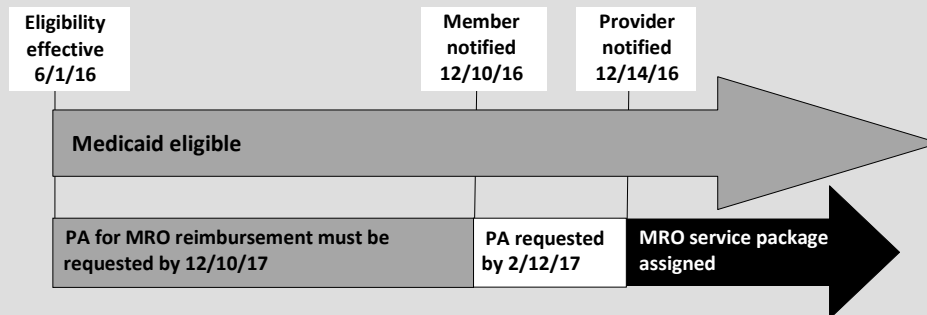 Eligibility
effective
6/1/16
Member
notified
12/10/16
Provider
notified
12/14/16
Medicaid eligible
PA for MRO reimbursement must be
requested by 12/10/17
PA requested
by 2/12/17
MRO service package
assigned